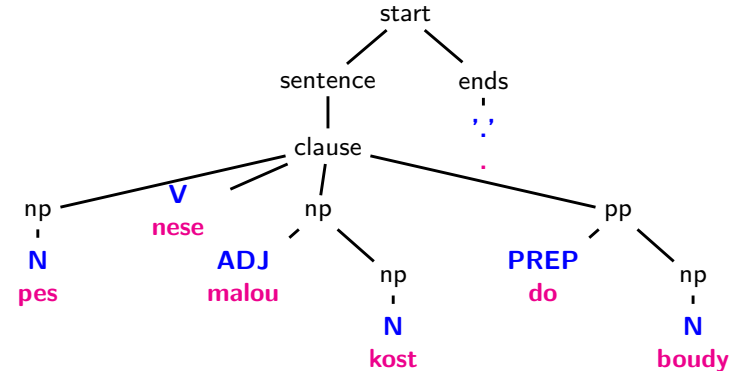 start
sentence ends
'.'
clause .
V
np nese np pp
N ADJ PREP
pes malou np do np
N N
kost boudy